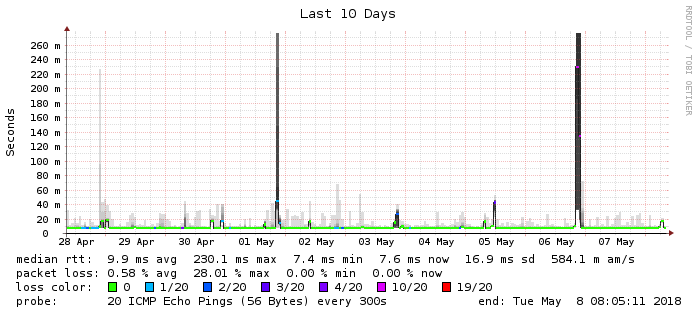 Last 10 Days
RRDTOOL / TOBI OETIKER
Seconds
260 m
240 m
220 m
200 m
180 m
160 m
140 m
120 m
100 m
80 m
60 m
40 m
20 m
0
28 Apr 29 Apr 30 Apr 01 May 02 May 03 May 04 May 05 May 06 May 07 May
median rtt: 9.9 ms avg 230.1 ms max 7.4 ms min 7.6 ms now 16.9 ms sd 584.1 m am/s
packet loss: 0.58 % avg 28.01 % max 0.00 % min 0.00 % now
loss color: 0 1/20 2/20 3/20 4/20 10/20 19/20
probe: 20 ICMP Echo Pings (56 Bytes) every 300s end: Tue May 8 08:05:11 2018